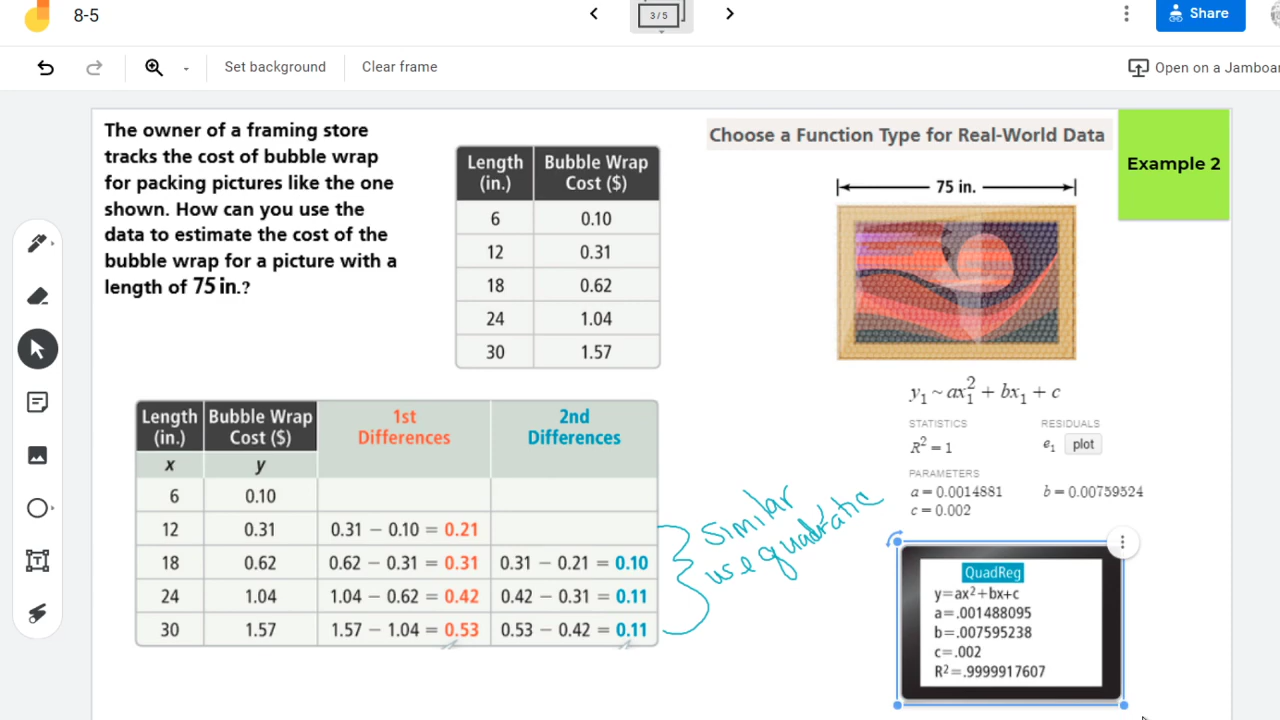 8-5
3 / 5
Share
Set background
Clear frame
Open on a Jamboar
The owner of a framing store
tracks the cost of bubble wrap
for packing pictures like the one
shown. How can you use the
data to estimate the cost of the
bubble wrap for a picture with a
length of 75 in.?
Length (in.) Bubble Wrap Cost ($)
6 0.10
12 0.31
18 0.62
24 1.04
30 1.57
Choose a Function Type for Real-World Data
Example 2
75 in.
Length (in.) Bubble Wrap Cost ($) 1st Differences 2nd Differences
x y
6 0.10
12 0.31 0.31 − 0.10 = 0.21
18 0.62 0.62 − 0.31 = 0.31 0.31 − 0.21 = 0.10
24 1.04 1.04 − 0.62 = 0.42 0.42 − 0.31 = 0.11
30 1.57 1.57 − 1.04 = 0.53 0.53 − 0.42 = 0.11
Similar
use quadratic
y₁ ~ ax₁² + bx₁ + c
STATISTICS RESIDUALS
R² = 1 e₁ plot
PARAMETERS
a = 0.0014881 b = 0.00759524
c = 0.002
QuadReg
y=ax²+bx+c
a=.001488095
b=.007595238
c=.002
R²=.9999917607